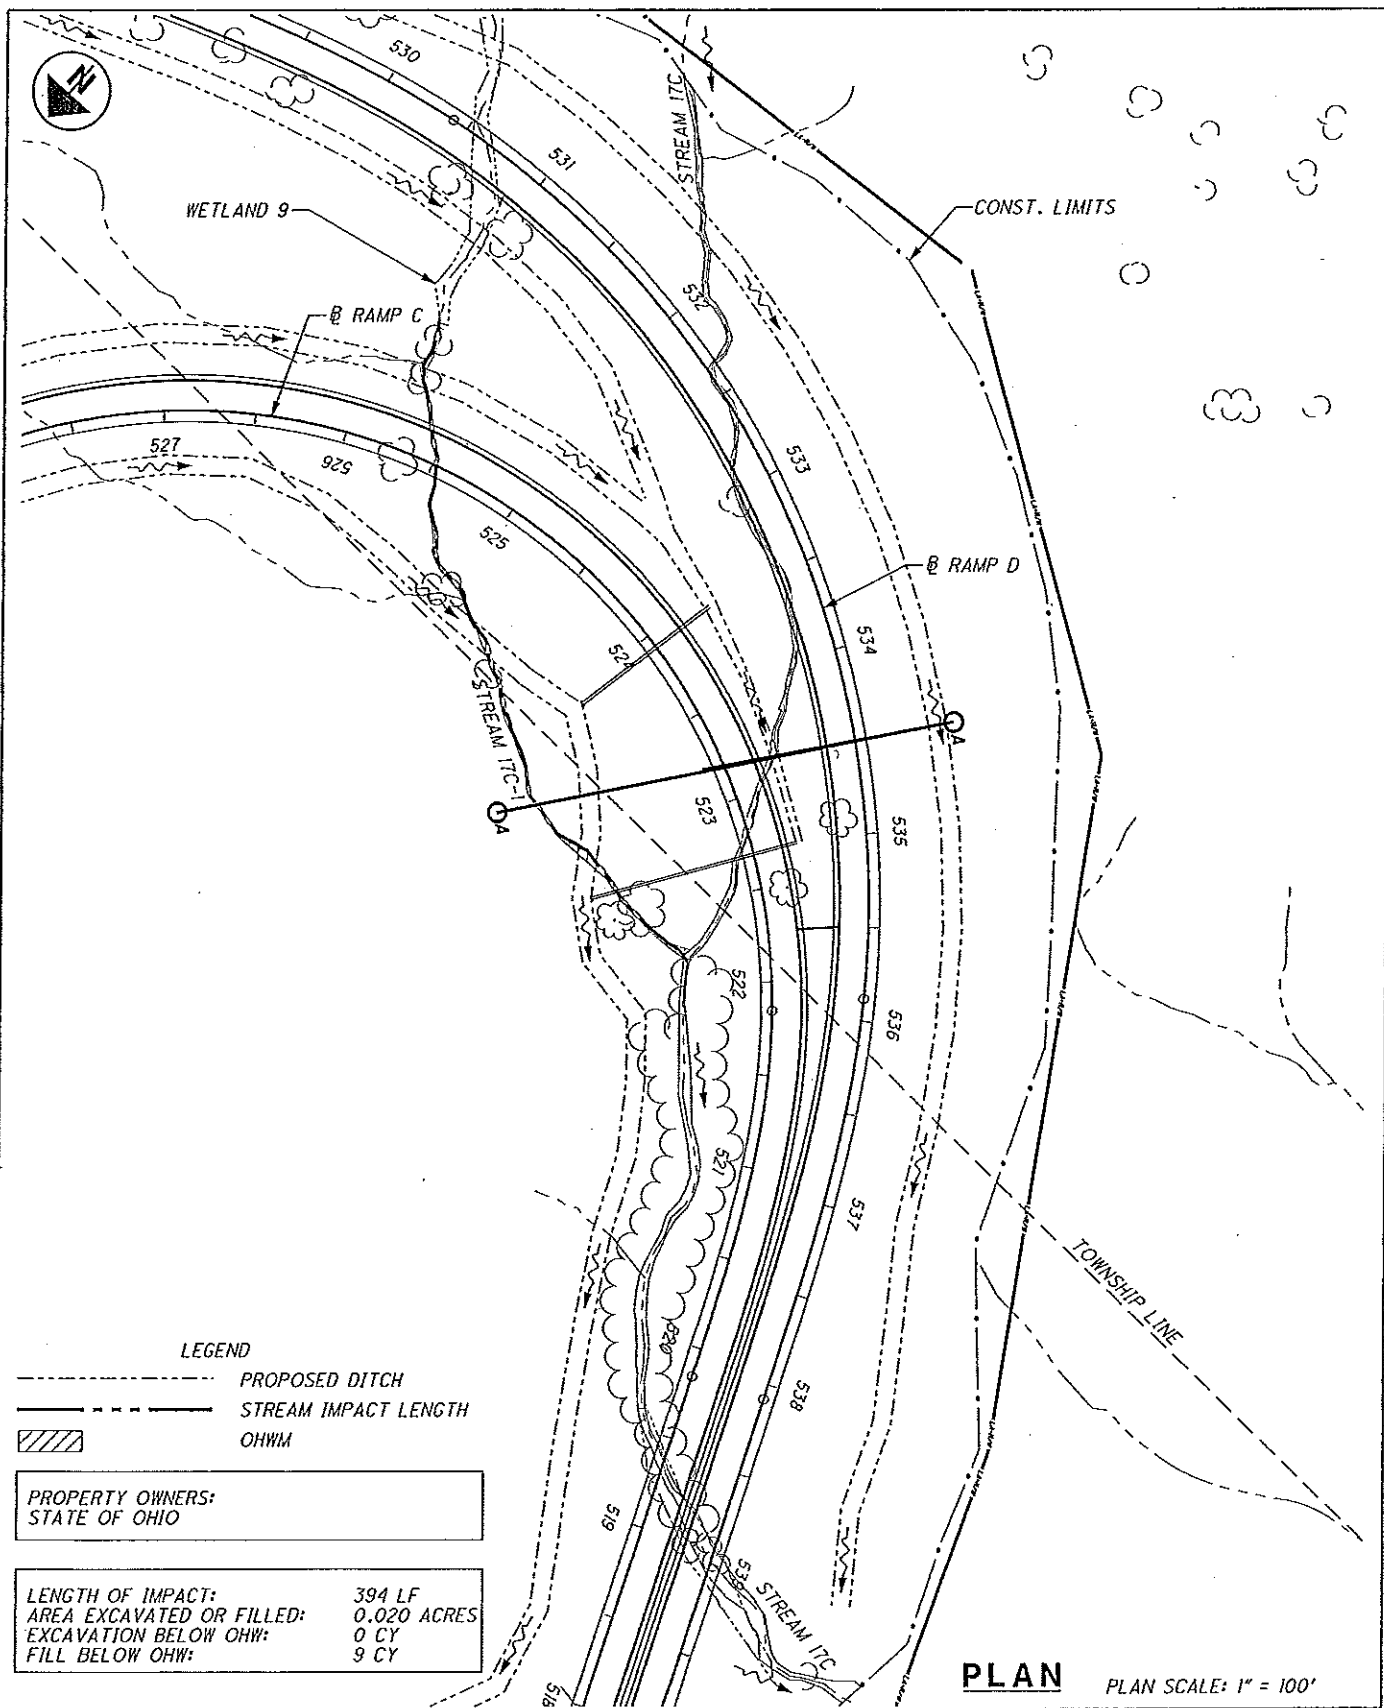 N
530
STREAM 17C
531
WETLAND 9
CONST. LIMITS
532
℄ RAMP C
527
526
533
525
℄ RAMP D
534
524
STREAM 17C-1
A
A
523
535
522
536
521
537
TOWNSHIP LINE
520
538
LEGEND
PROPOSED DITCH
STREAM IMPACT LENGTH
OHWM
PROPERTY OWNERS:
STATE OF OHIO
519
STREAM 17C
LENGTH OF IMPACT: 394 LF
AREA EXCAVATED OR FILLED: 0.020 ACRES
EXCAVATION BELOW OHW: 0 CY
FILL BELOW OHW: 9 CY
518
PLAN PLAN SCALE: 1" = 100'